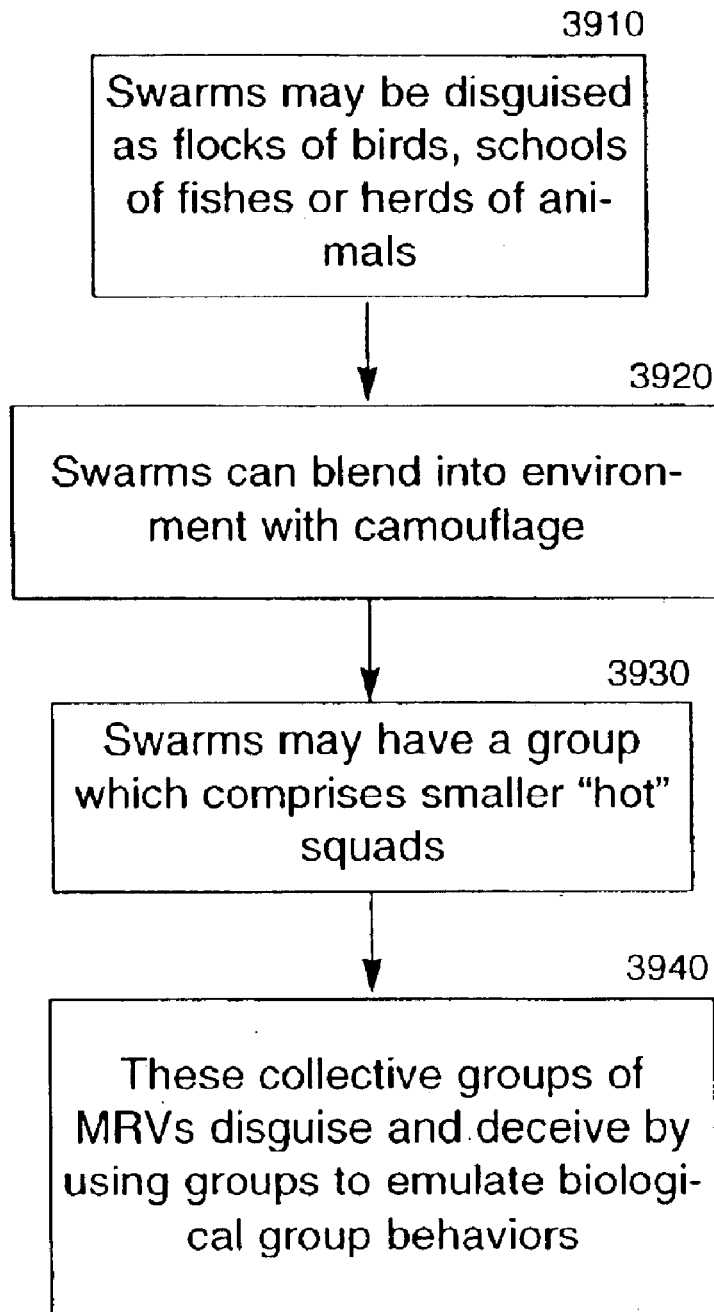 3910
Swarms may be disguised
as flocks of birds, schools
of fishes or herds of ani-
mals
3920
Swarms can blend into environ-
ment with camouflage
3930
Swarms may have a group
which comprises smaller “hot”
squads
3940
These collective groups of
MRVs disguise and deceive by
using groups to emulate biologi-
cal group behaviors